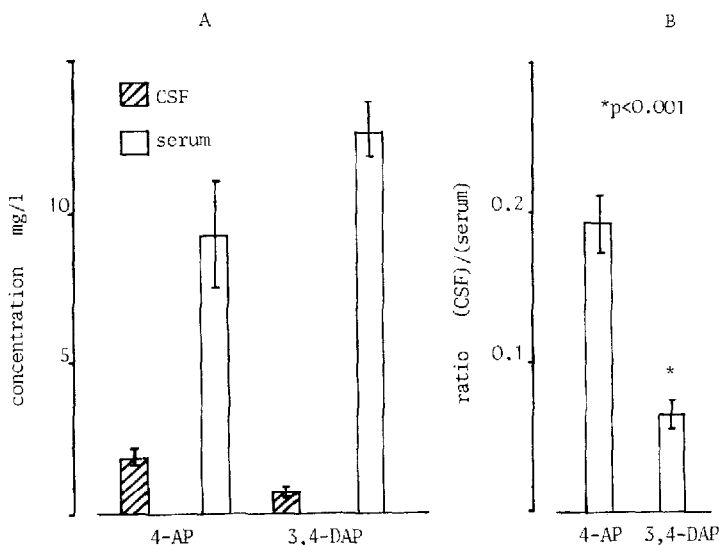 A
CSF
serum
concentration mg/l
10
5
4-AP 3,4-DAP
B
*p<0.001
ratio (CSF)/(serum)
0.2
0.1
*
4-AP 3,4-DAP